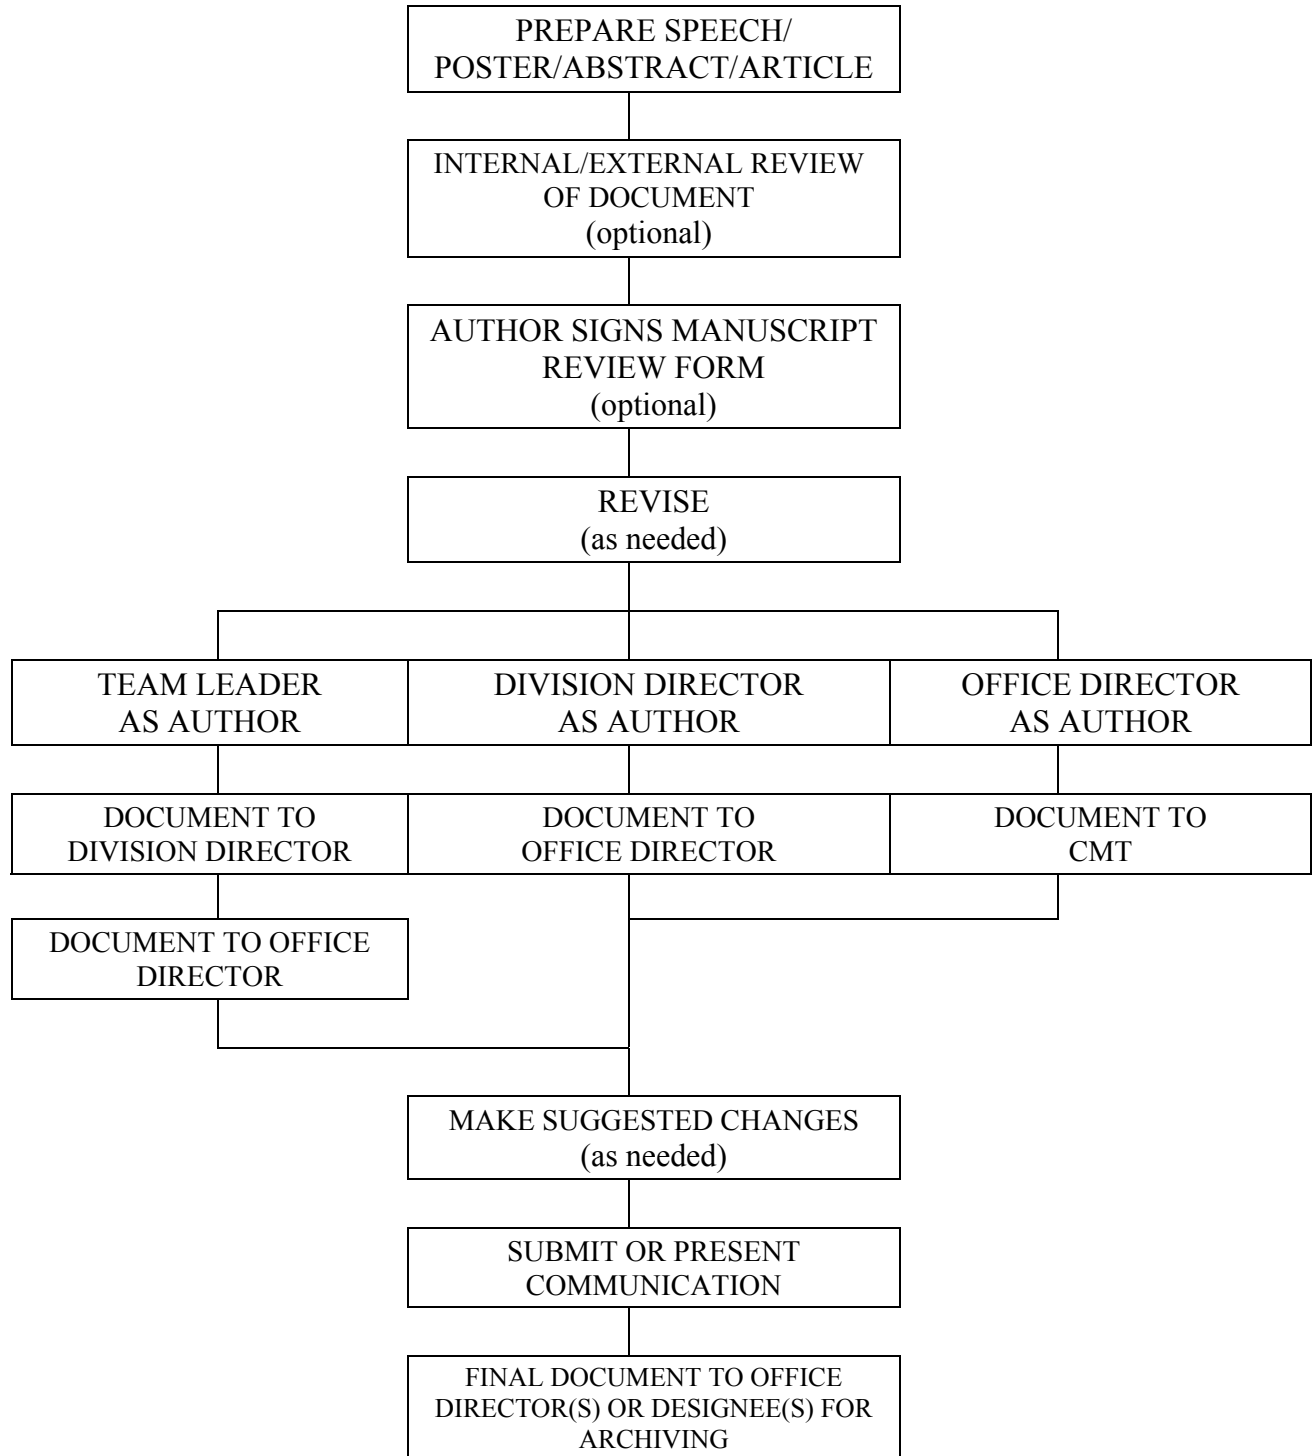 PREPARE SPEECH/
POSTER/ABSTRACT/ARTICLE
INTERNAL/EXTERNAL REVIEW
OF DOCUMENT
(optional)
AUTHOR SIGNS MANUSCRIPT
REVIEW FORM
(optional)
REVISE
(as needed)
TEAM LEADER
AS AUTHOR
DIVISION DIRECTOR
AS AUTHOR
OFFICE DIRECTOR
AS AUTHOR
DOCUMENT TO
DIVISION DIRECTOR
DOCUMENT TO
OFFICE DIRECTOR
DOCUMENT TO
CMT
DOCUMENT TO OFFICE
DIRECTOR
MAKE SUGGESTED CHANGES
(as needed)
SUBMIT OR PRESENT
COMMUNICATION
FINAL DOCUMENT TO OFFICE
DIRECTOR(S) OR DESIGNEE(S) FOR
ARCHIVING